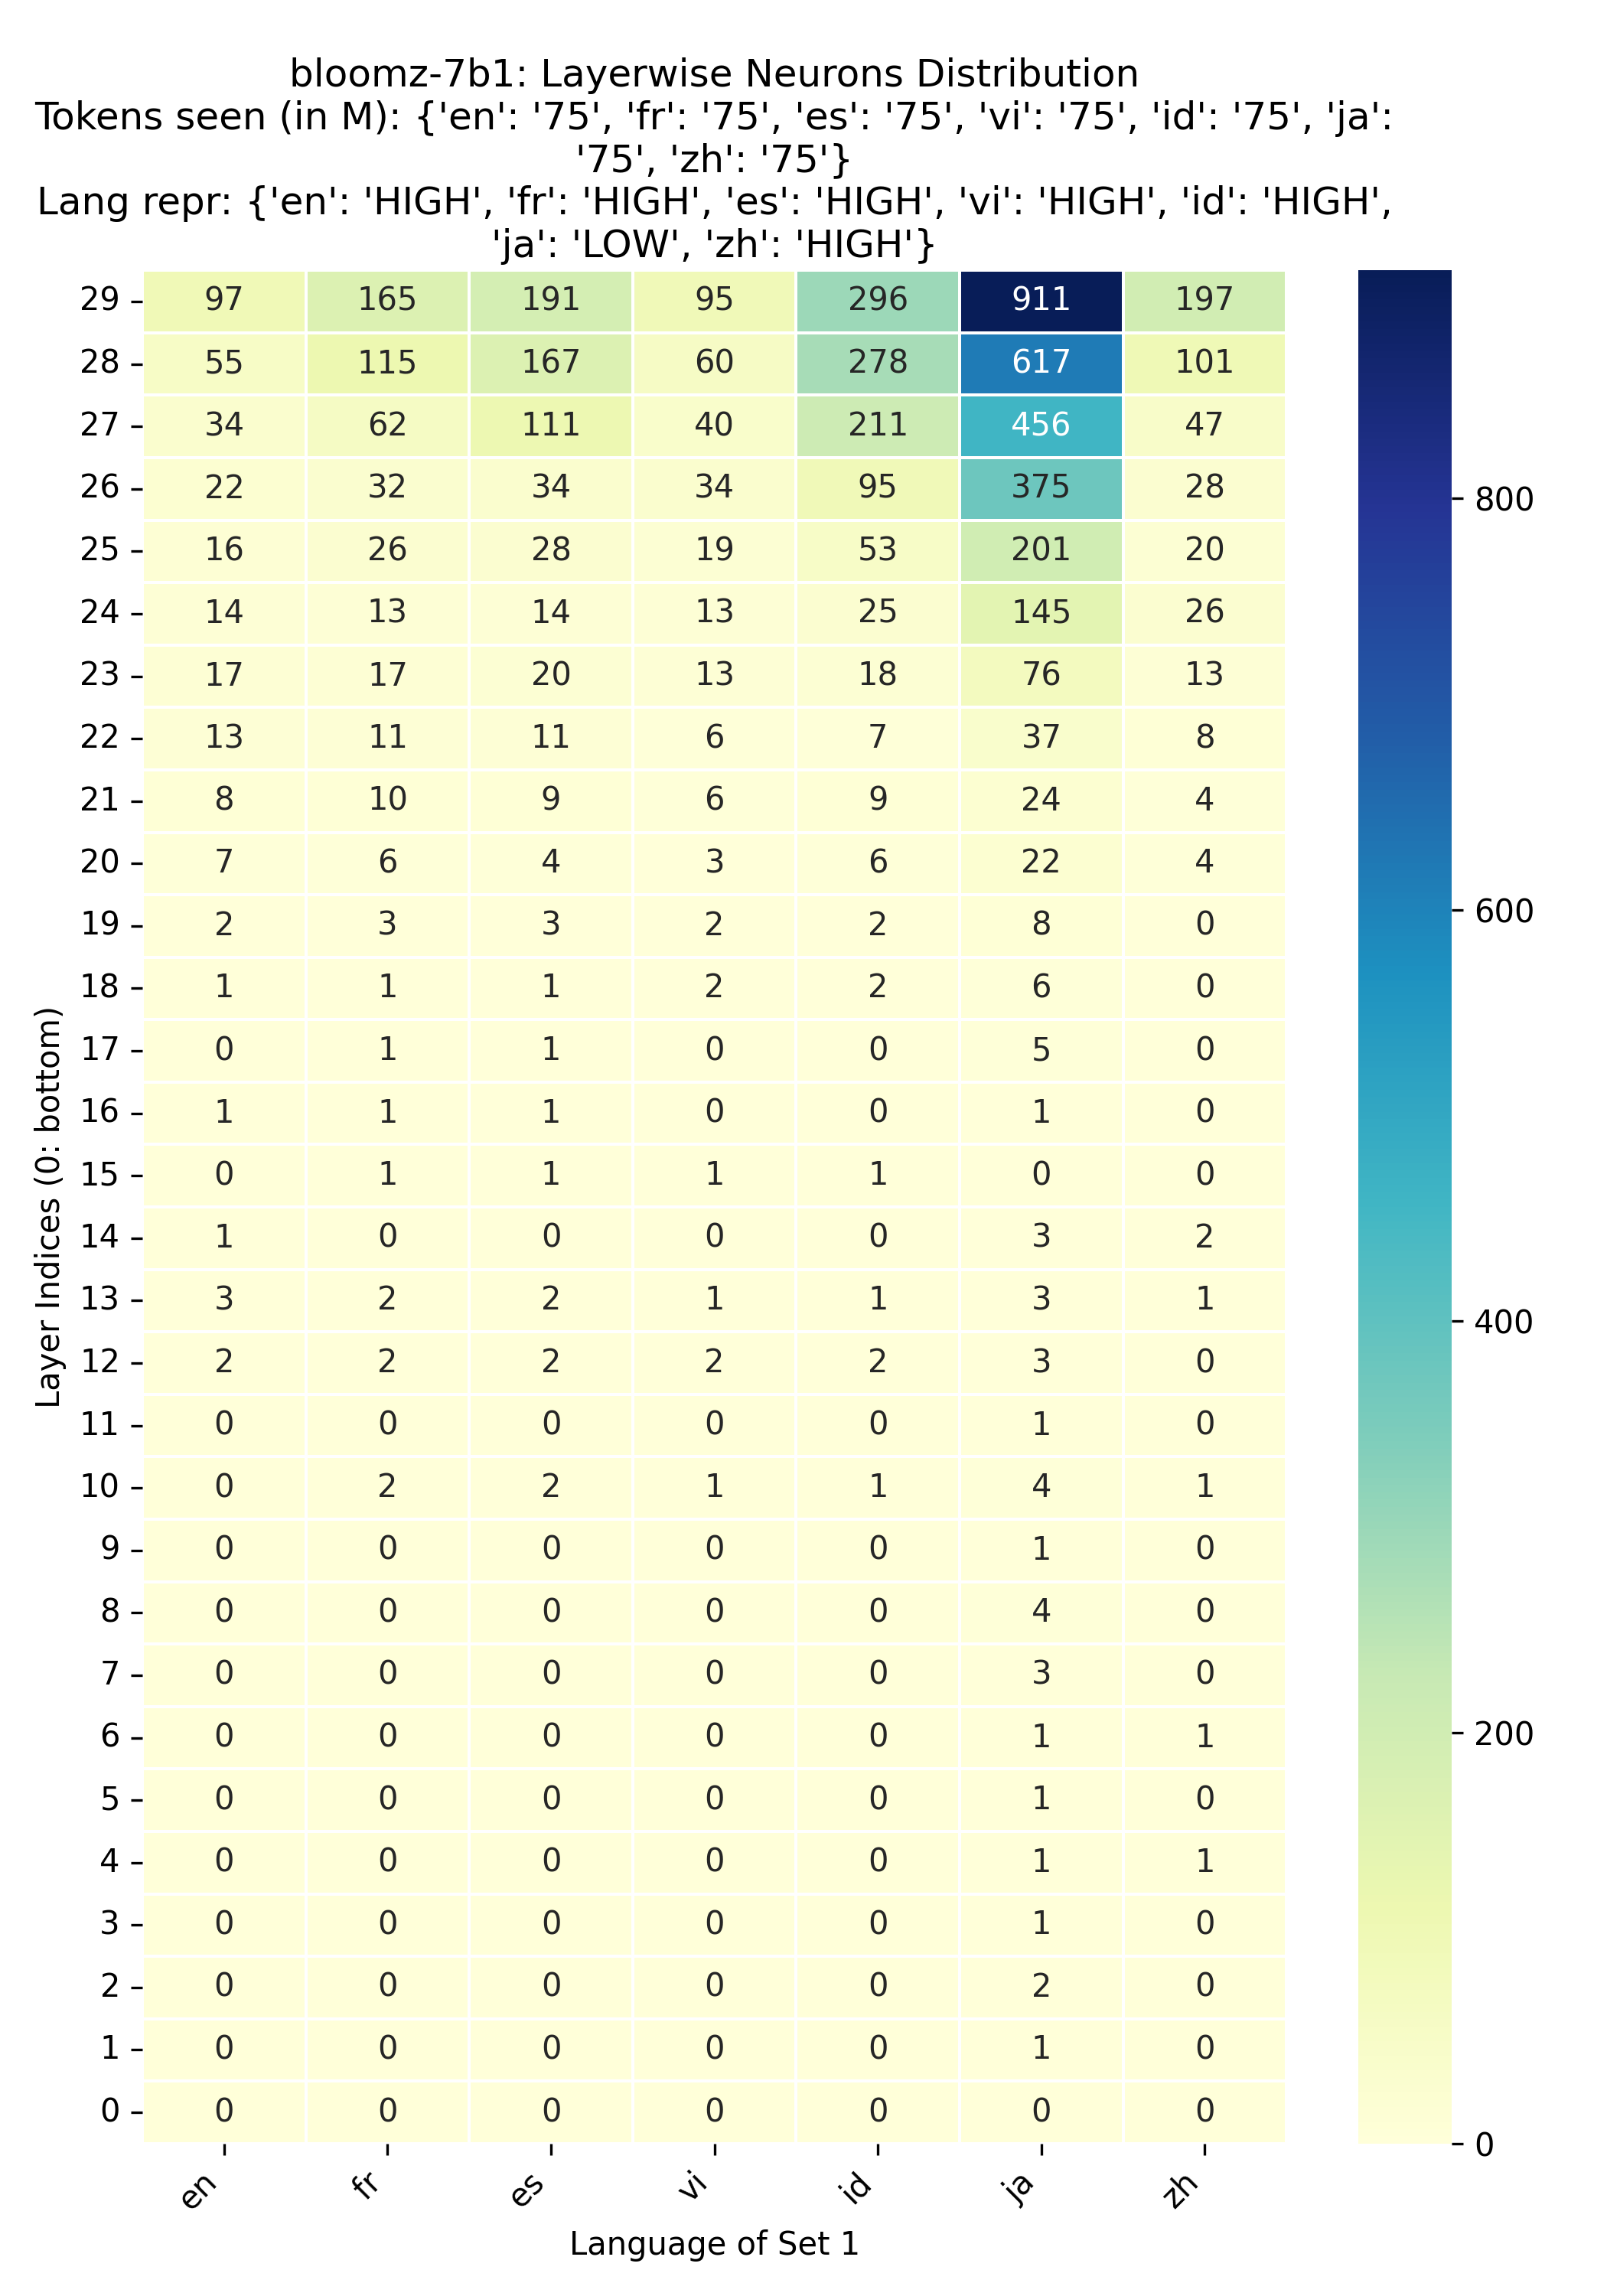 bloomz-7b1: Layerwise Neurons Distribution
Tokens seen (in M): {'en': '75', 'fr': '75', 'es': '75', 'vi': '75', 'id': '75', 'ja':
'75', 'zh': '75'}
Lang repr: {'en': 'HIGH', 'fr': 'HIGH', 'es': 'HIGH', 'vi': 'HIGH', 'id': 'HIGH',
'ja': 'LOW', 'zh': 'HIGH'}
29 97 165 191 95 296 911 197
28 55 115 167 60 278 617 101
27 34 62 111 40 211 456 47
26 22 32 34 34 95 375 28
800
25 16 26 28 19 53 201 20
24 14 13 14 13 25 145 26
23 17 17 20 13 18 76 13
22 13 11 11 6 7 37 8
21 8 10 9 6 9 24 4
20 7 6 4 3 6 22 4
600
19 2 3 3 2 2 8 0
18 1 1 1 2 2 6 0
17 0 1 1 0 0 5 0
16 1 1 1 0 0 1 0
15 0 1 1 1 1 0 0
14 1 0 0 0 0 3 2
13 3 2 2 1 1 3 1
400
12 2 2 2 2 2 3 0
11 0 0 0 0 0 1 0
10 0 2 2 1 1 4 1
9 0 0 0 0 0 1 0
8 0 0 0 0 0 4 0
7 0 0 0 0 0 3 0
6 0 0 0 0 0 1 1
200
5 0 0 0 0 0 1 0
4 0 0 0 0 0 1 1
3 0 0 0 0 0 1 0
2 0 0 0 0 0 2 0
1 0 0 0 0 0 1 0
0 0 0 0 0 0 0 0
0
Layer Indices (0: bottom)
en fr es vi id ja zh
Language of Set 1